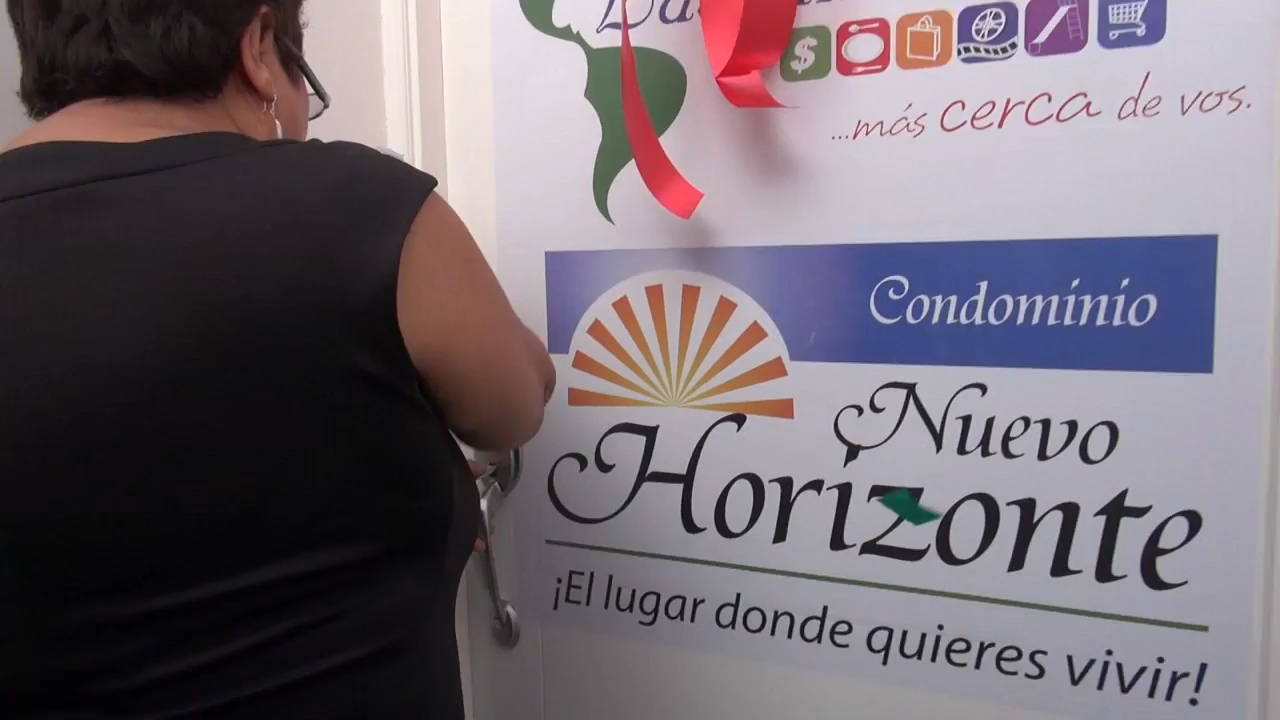 $
...más cerca de vos.
Condominio
Nuevo
Horizonte
¡El lugar donde quieres vivir!